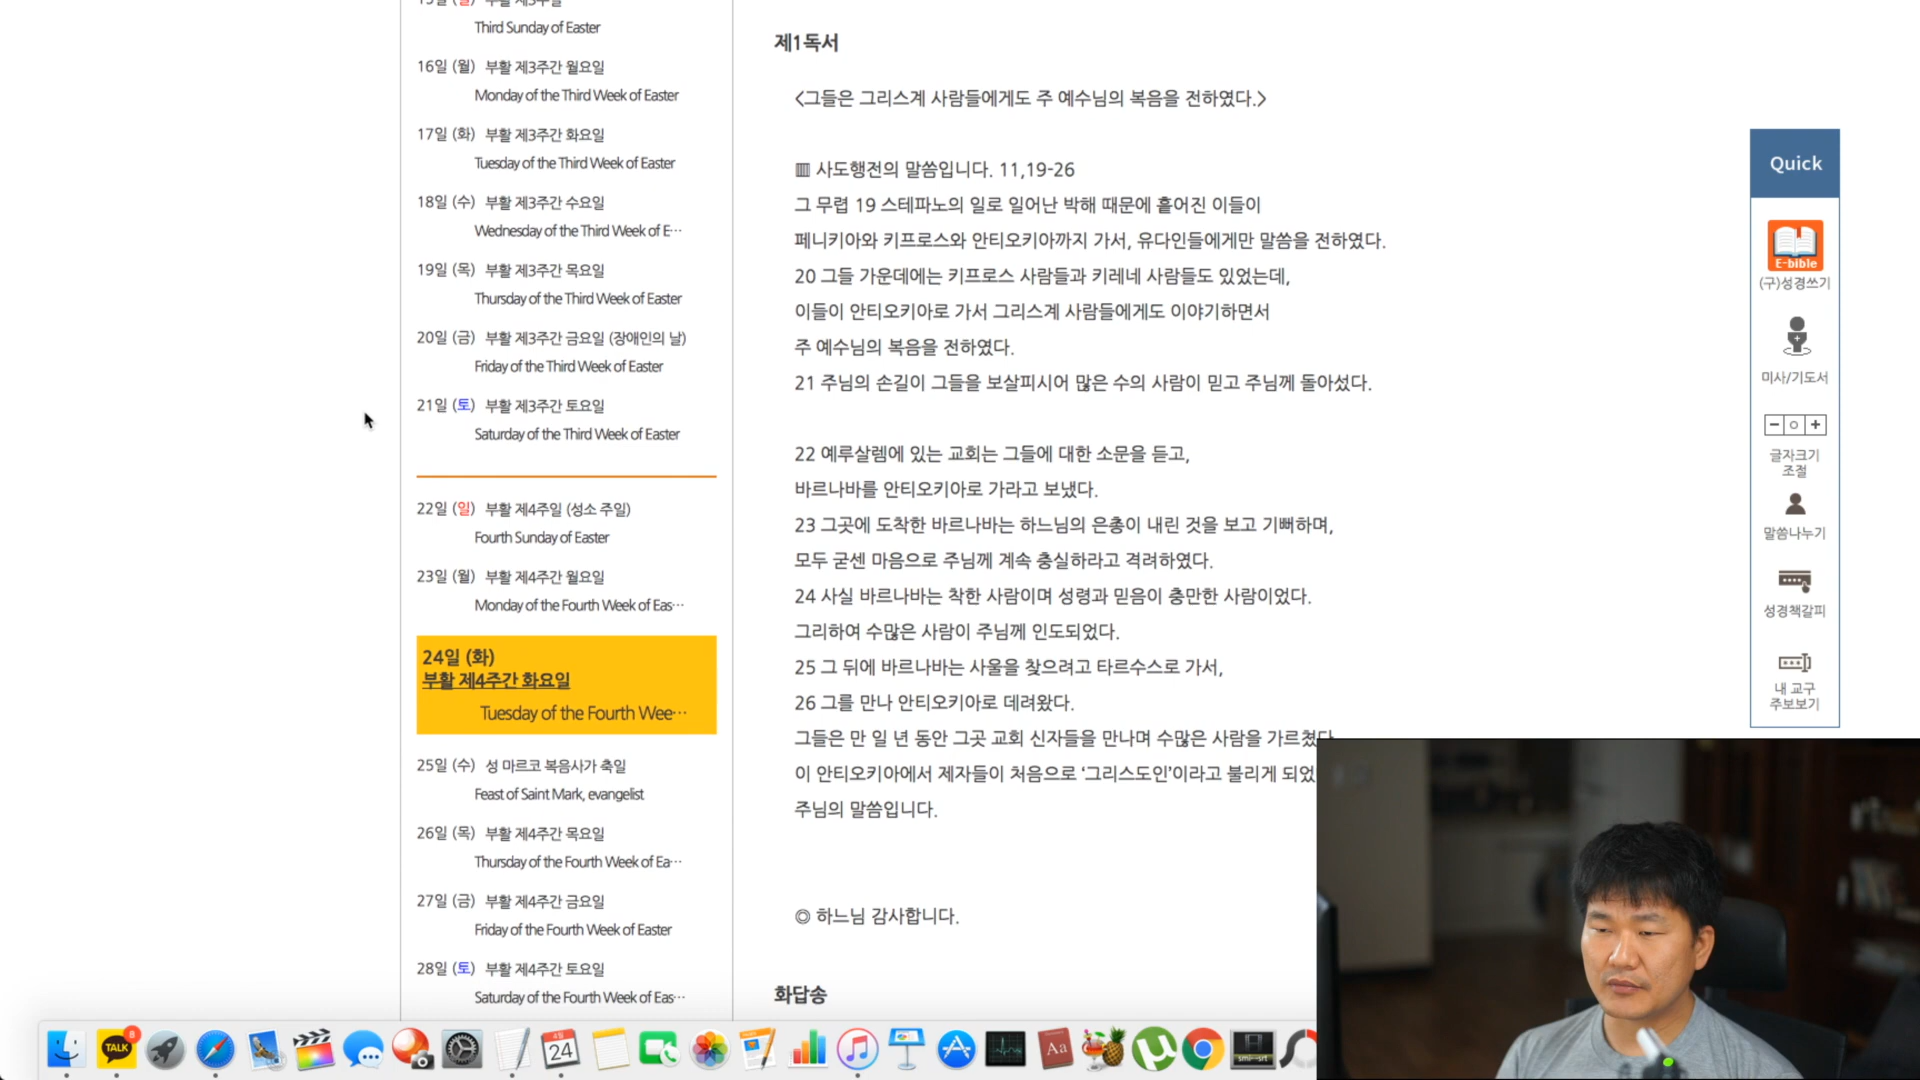 Third Sunday of Easter
16일 (월) 부활 제3주간 월요일
Monday of the Third Week of Easter
17일 (화) 부활 제3주간 화요일
Tuesday of the Third Week of Easter
18일 (수) 부활 제3주간 수요일
Wednesday of the Third Week of E···
19일 (목) 부활 제3주간 목요일
Thursday of the Third Week of Easter
20일 (금) 부활 제3주간 금요일 (장애인의 날)
Friday of the Third Week of Easter
21일 (토) 부활 제3주간 토요일
Saturday of the Third Week of Easter
22일 (일) 부활 제4주일 (성소 주일)
Fourth Sunday of Easter
23일 (월) 부활 제4주간 월요일
Monday of the Fourth Week of Eas···
24일 (화)
부활 제4주간 화요일
Tuesday of the Fourth Wee···
25일 (수) 성 마르코 복음사가 축일
Feast of Saint Mark, evangelist
26일 (목) 부활 제4주간 목요일
Thursday of the Fourth Week of Ea···
27일 (금) 부활 제4주간 금요일
Friday of the Fourth Week of Easter
28일 (토) 부활 제4주간 토요일
Saturday of the Fourth Week of Eas···
제1독서
<그들은 그리스계 사람들에게도 주 예수님의 복음을 전하였다.>
▥ 사도행전의 말씀입니다. 11,19-26
그 무렵 19 스테파노의 일로 일어난 박해 때문에 흩어진 이들이
페니키아와 키프로스와 안티오키아까지 가서, 유다인들에게만 말씀을 전하였다.
20 그들 가운데에는 키프로스 사람들과 키레네 사람들도 있었는데,
이들이 안티오키아로 가서 그리스계 사람들에게도 이야기하면서
주 예수님의 복음을 전하였다.
21 주님의 손길이 그들을 보살피시어 많은 수의 사람이 믿고 주님께 돌아섰다.
22 예루살렘에 있는 교회는 그들에 대한 소문을 듣고,
바르나바를 안티오키아로 가라고 보냈다.
23 그곳에 도착한 바르나바는 하느님의 은총이 내린 것을 보고 기뻐하며,
모두 굳센 마음으로 주님께 계속 충실하라고 격려하였다.
24 사실 바르나바는 착한 사람이며 성령과 믿음이 충만한 사람이었다.
그리하여 수많은 사람이 주님께 인도되었다.
25 그 뒤에 바르나바는 사울을 찾으려고 타르수스로 가서,
26 그를 만나 안티오키아로 데려왔다.
그들은 만 일 년 동안 그곳 교회 신자들을 만나며 수많은 사람을 가르쳤다
이 안티오키아에서 제자들이 처음으로 ‘그리스도인’이라고 불리게 되었
주님의 말씀입니다.
◎ 하느님 감사합니다.
화답송
Quick
E-bible
(구)성경쓰기
미사/기도서
글자크기
조절
말씀나누기
성경책갈피
내 교구
주보보기
TALK
8
4월
24
Aa